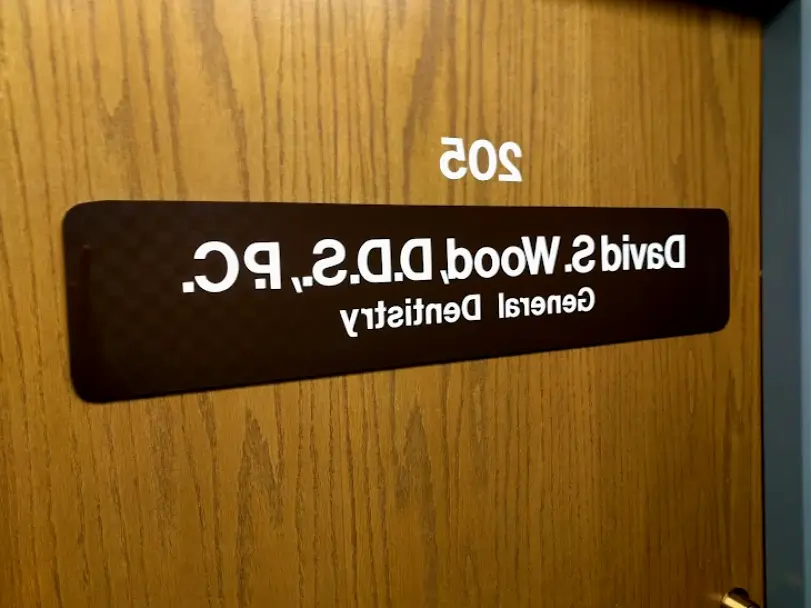 205
David S. Wood, D.D.S., P.C.
General Dentistry